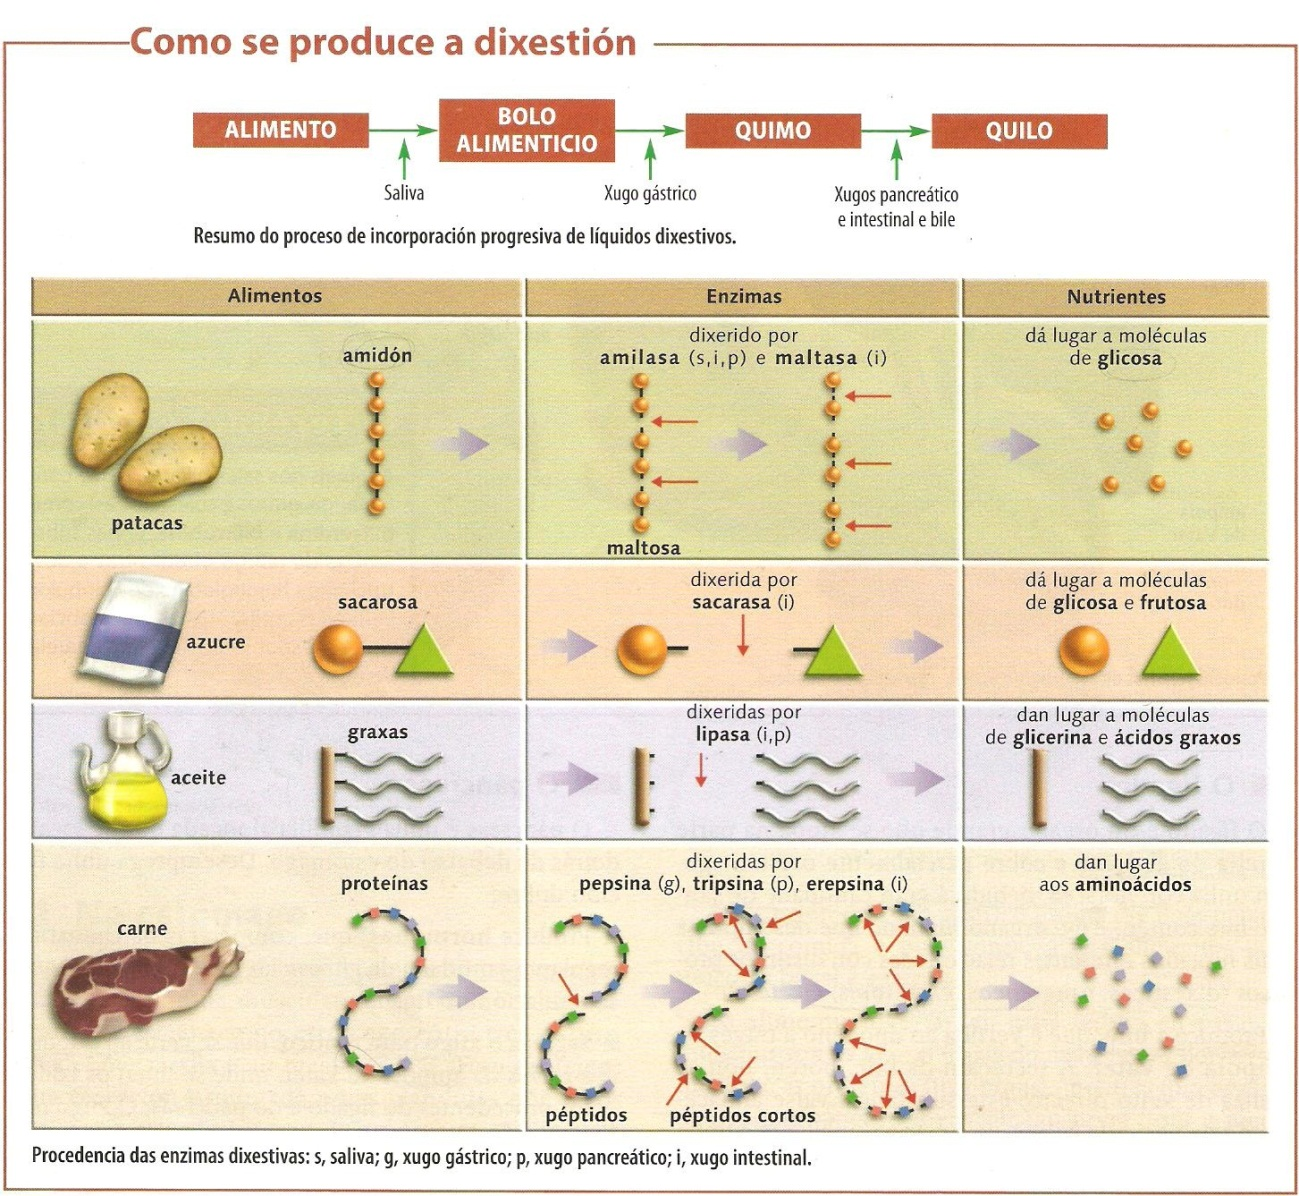 Como se produce a dixestión
ALIMENTO
BOLO
ALIMENTICIO
QUIMO
QUILO
Saliva
Xugo gástrico
Xugos pancreático
e intestinal e bile
Resumo do proceso de incorporación progresiva de líquidos dixestivos.
Alimentos
Enzimas
Nutrientes
amidón
patacas
dixerido por
amilasa (s,i,p) e maltasa (i)
maltosa
dá lugar a moléculas
de glicosa
azucre
sacarosa
dixerida por
sacarasa (i)
dá lugar a moléculas
de glicosa e frutosa
aceite
graxas
dixeridas por
lipasa (i,p)
dan lugar a moléculas
de glicerina e ácidos graxos
carne
proteínas
dixeridas por
pepsina (g), tripsina (p), erepsina (i)
péptidos
péptidos cortos
dan lugar
aos aminoácidos
Procedencia das enzimas dixestivas: s, saliva; g, xugo gástrico; p, xugo pancreático; i, xugo intestinal.